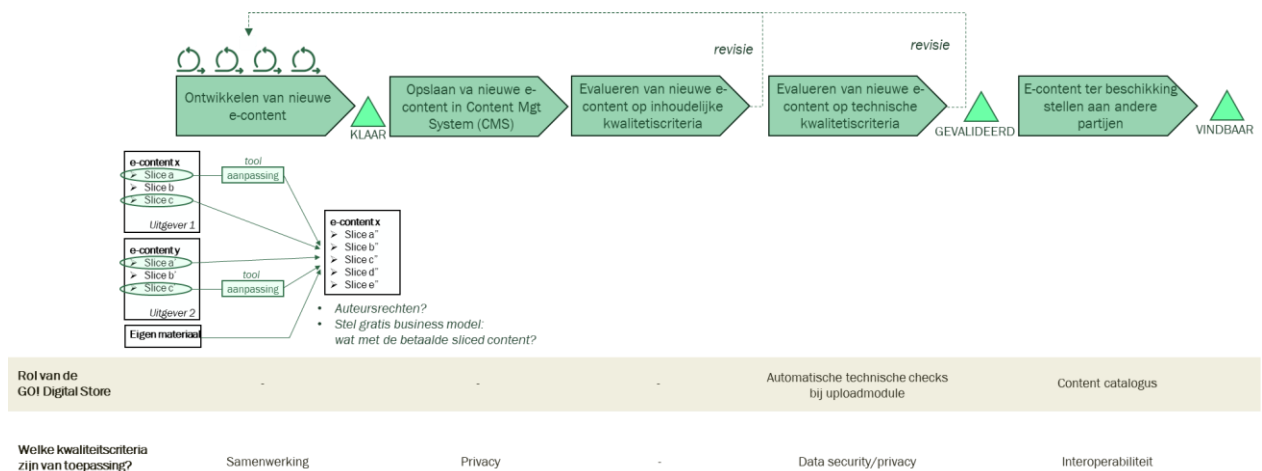 revisie
revisie
Ontwikkelen van nieuwe
e-content
KLAAR
Opslaan va nieuwe e-
content in Content Mgt
System (CMS)
Evalueren van nieuwe e-
content op inhoudelijke
kwalitetiscriteria
Evalueren van nieuwe e-
content op technische
kwalitetiscriteria
GEVALIDEERD
E-content ter beschikking
stellen aan andere
partijen
VINDBAAR
e-content x
➢ Slice a
➢ Slice b
➢ Slice c
Uitgever 1
tool
aanpassing
e-content y
➢ Slice a'
➢ Slice b'
➢ Slice c'
Uitgever 2
tool
aanpassing
Eigen materiaal
e-content x
➢ Slice a"
➢ Slice b"
➢ Slice c"
➢ Slice d"
➢ Slice e"
• Auteursrechten?
• Stel gratis business model:
wat met de betaalde sliced content?
Rol van de
GO! Digital Store
- - - Automatische technische checks
bij uploadmodule
Content catalogus
Welke kwaliteitscriteria
zijn van toepassing?
Samenwerking Privacy - Data security/privacy Interoperabiliteit